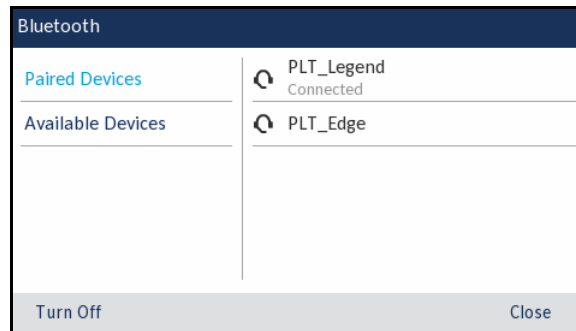 Bluetooth
Paired Devices
Available Devices
PLT_Legend
Connected
PLT_Edge
Turn Off
Close